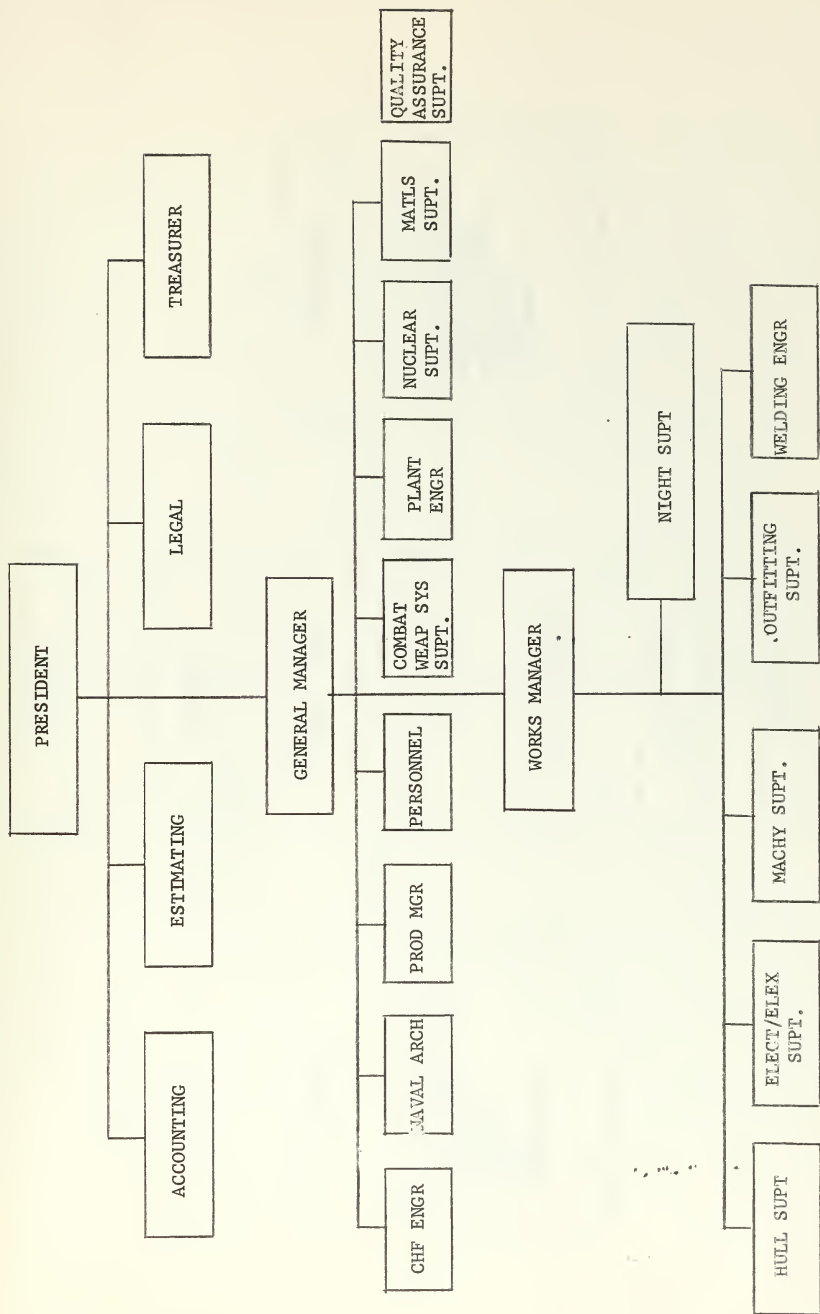 PRESIDENT
ACCOUNTING
ESTIMATING
LEGAL
TREASURER
GENERAL MANAGER
CHF ENGR
NAVAL ARCH
PROD MGR
PERSONNEL
COMBAT
WEAP SYS
SUPT.
PLANT
ENGR
NUCLEAR
SUPT.
MATLS
SUPT.
QUALITY
ASSURANCE
SUPT.
WORKS MANAGER
NIGHT SUPT
HULL SUPT
ELECT/ELEX
SUPT.
MACHY SUPT.
OUTFITTING
SUPT.
WELDING ENGR